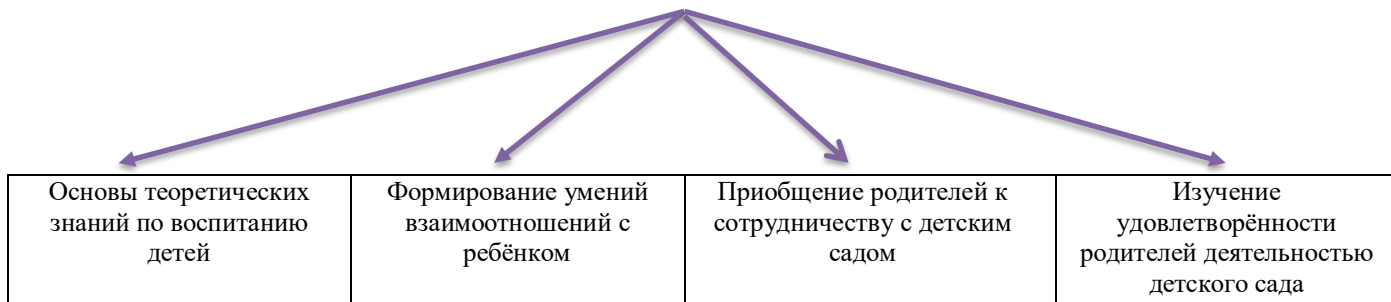 Основы теоретических
знаний по воспитанию
детей
Формирование умений
взаимоотношений с
ребёнком
Приобщение родителей к
сотрудничеству с детским
садом
Изучение
удовлетворённости
родителей деятельностью
детского сада